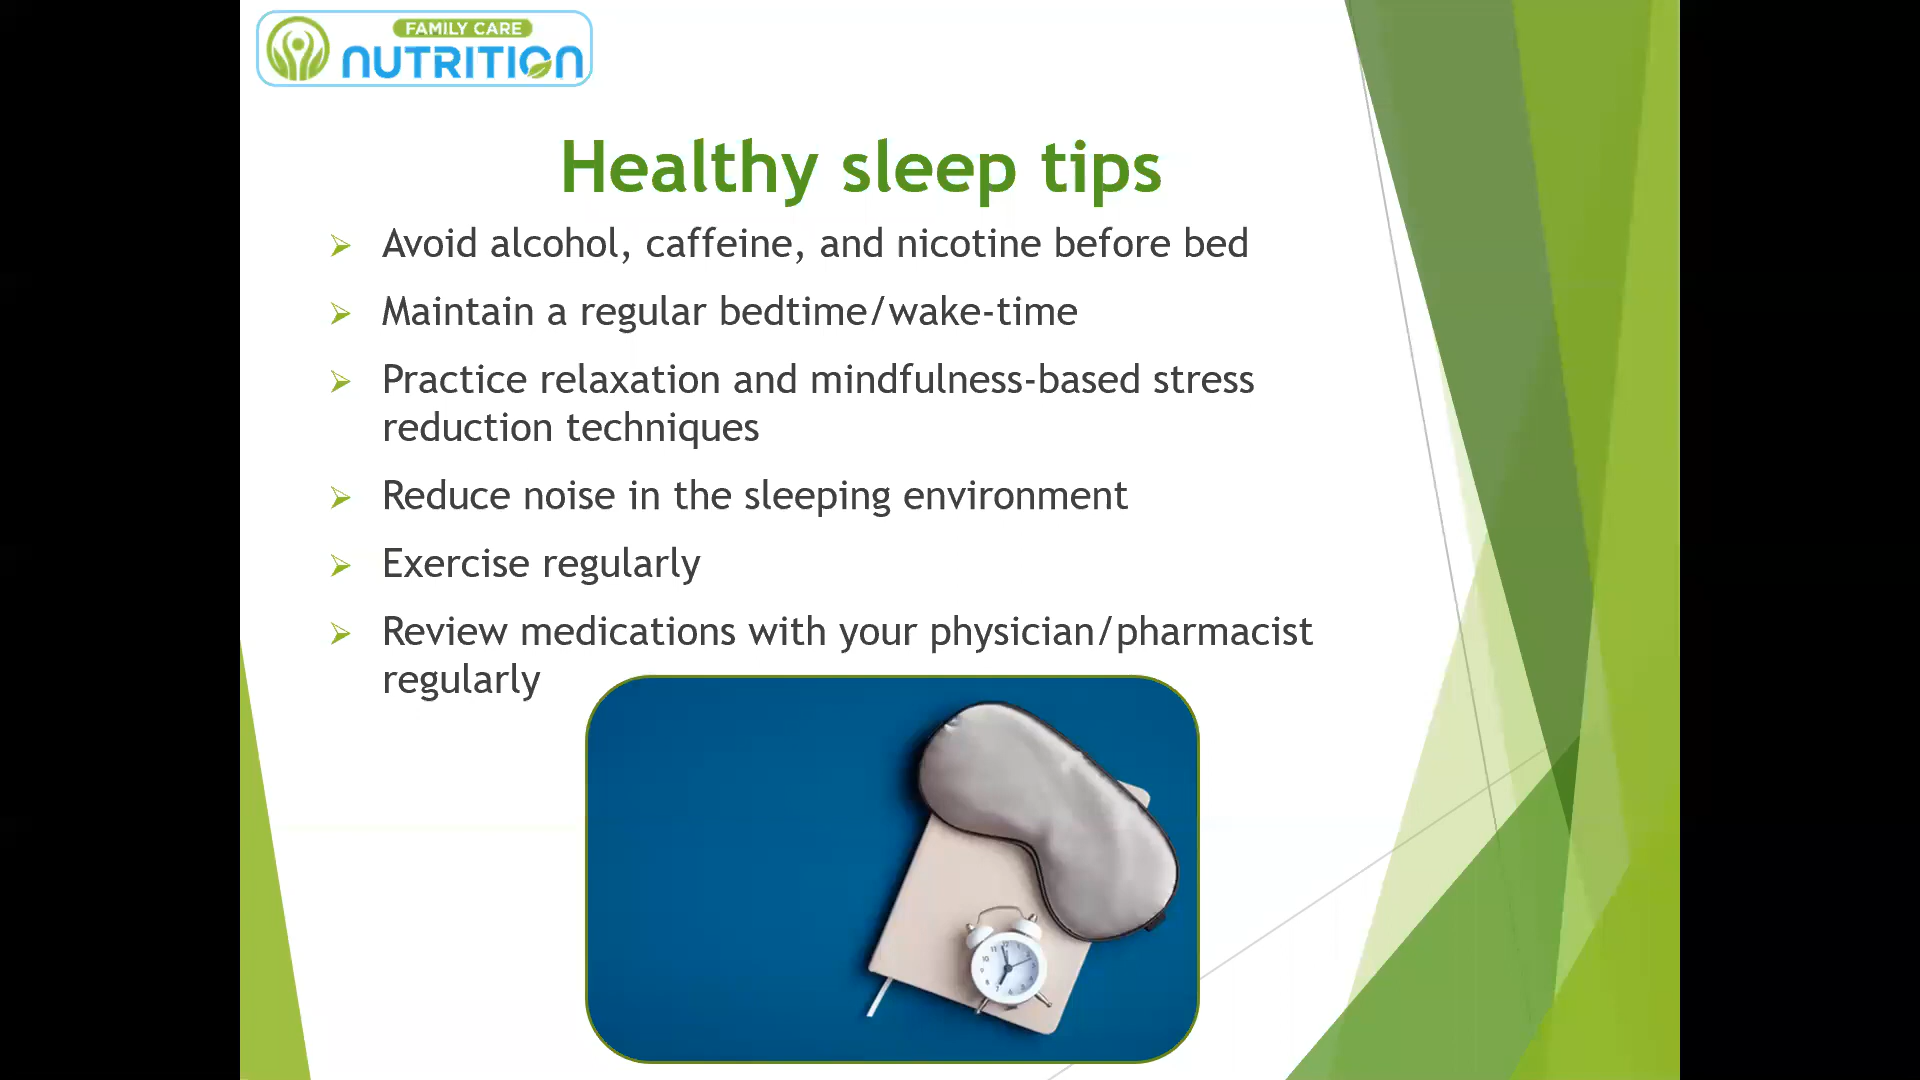 FAMILY CARE
NUTRITION
Healthy sleep tips
Avoid alcohol, caffeine, and nicotine before bed
Maintain a regular bedtime/wake-time
Practice relaxation and mindfulness-based stress
reduction techniques
Reduce noise in the sleeping environment
Exercise regularly
Review medications with your physician/pharmacist
regularly